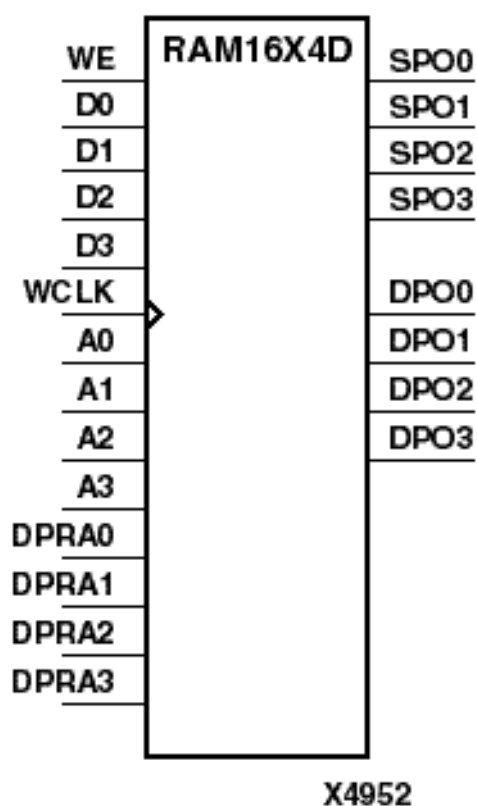 RAM16X4D
WE
D0
D1
D2
D3
WCLK
A0
A1
A2
A3
DPRA0
DPRA1
DPRA2
DPRA3
SPO0
SPO1
SPO2
SPO3
DPO0
DPO1
DPO2
DPO3
X4952